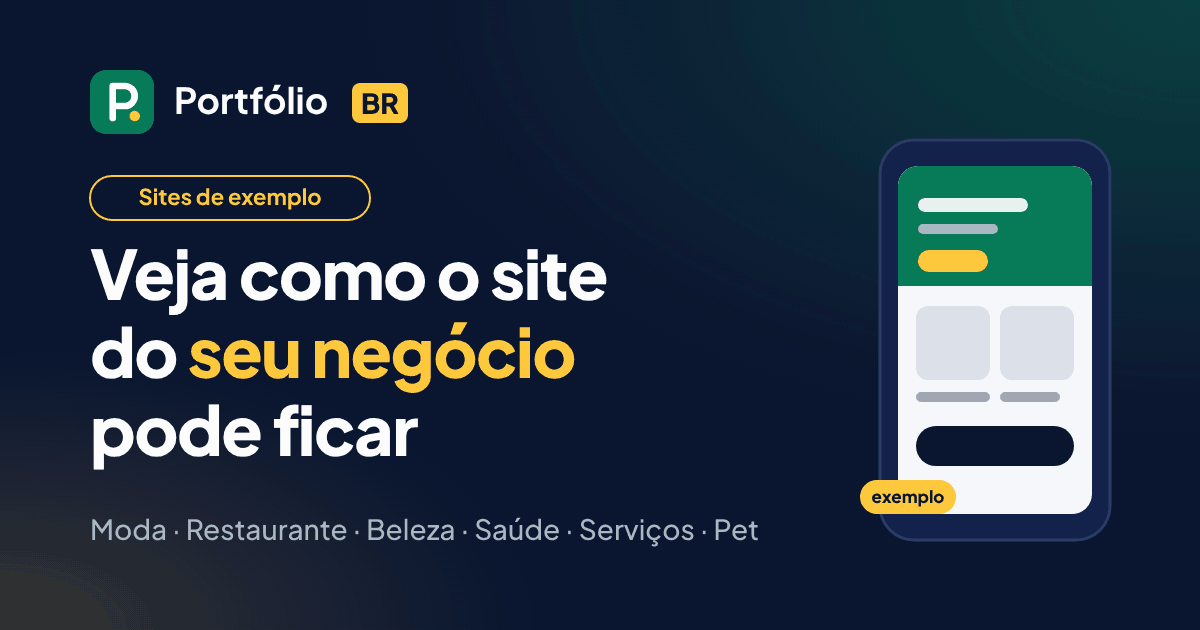 P.
Portfólio BR
Sites de exemplo
Veja como o site
do seu negócio
pode ficar
Moda · Restaurante · Beleza · Saúde · Serviços · Pet
exemplo